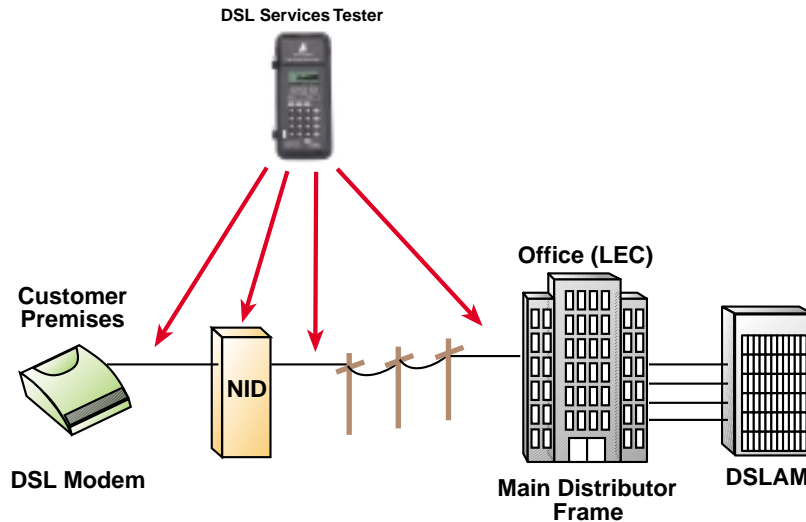 DSL Services Tester
Office (LEC)
Customer
Premises
NID
DSL Modem
Main Distributor
Frame
DSLAM